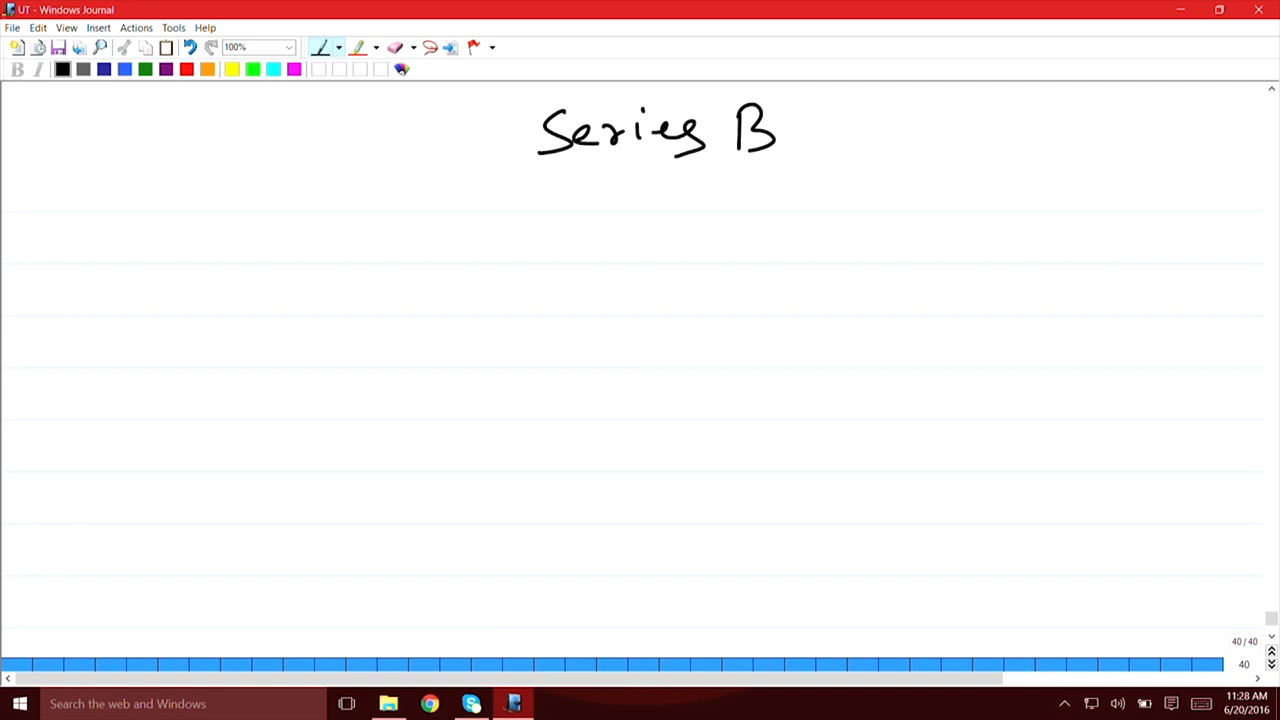 UT - Windows Journal
File Edit View Insert Actions Tools Help
100%
B I
Series B
40 / 40
40
Search the web and Windows
11:28 AM
6/20/2016